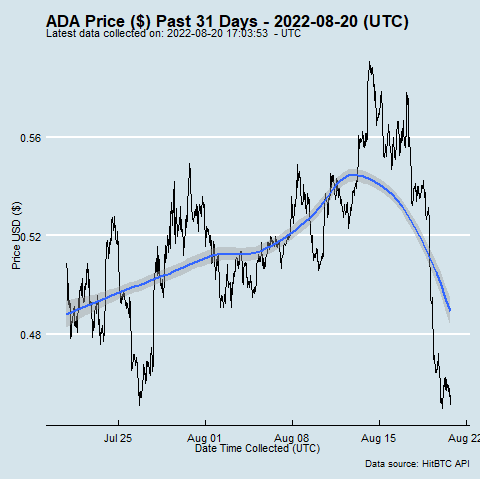 ADA Price ($) Past 31 Days - 2022-08-20 (UTC)
Latest data collected on: 2022-08-20 17:03:53 - UTC
0.56
0.52
0.48
Price USD ($)
Jul 25
Aug 01
Aug 08
Aug 15
Aug 22
Date Time Collected (UTC)
Data source: HitBTC API